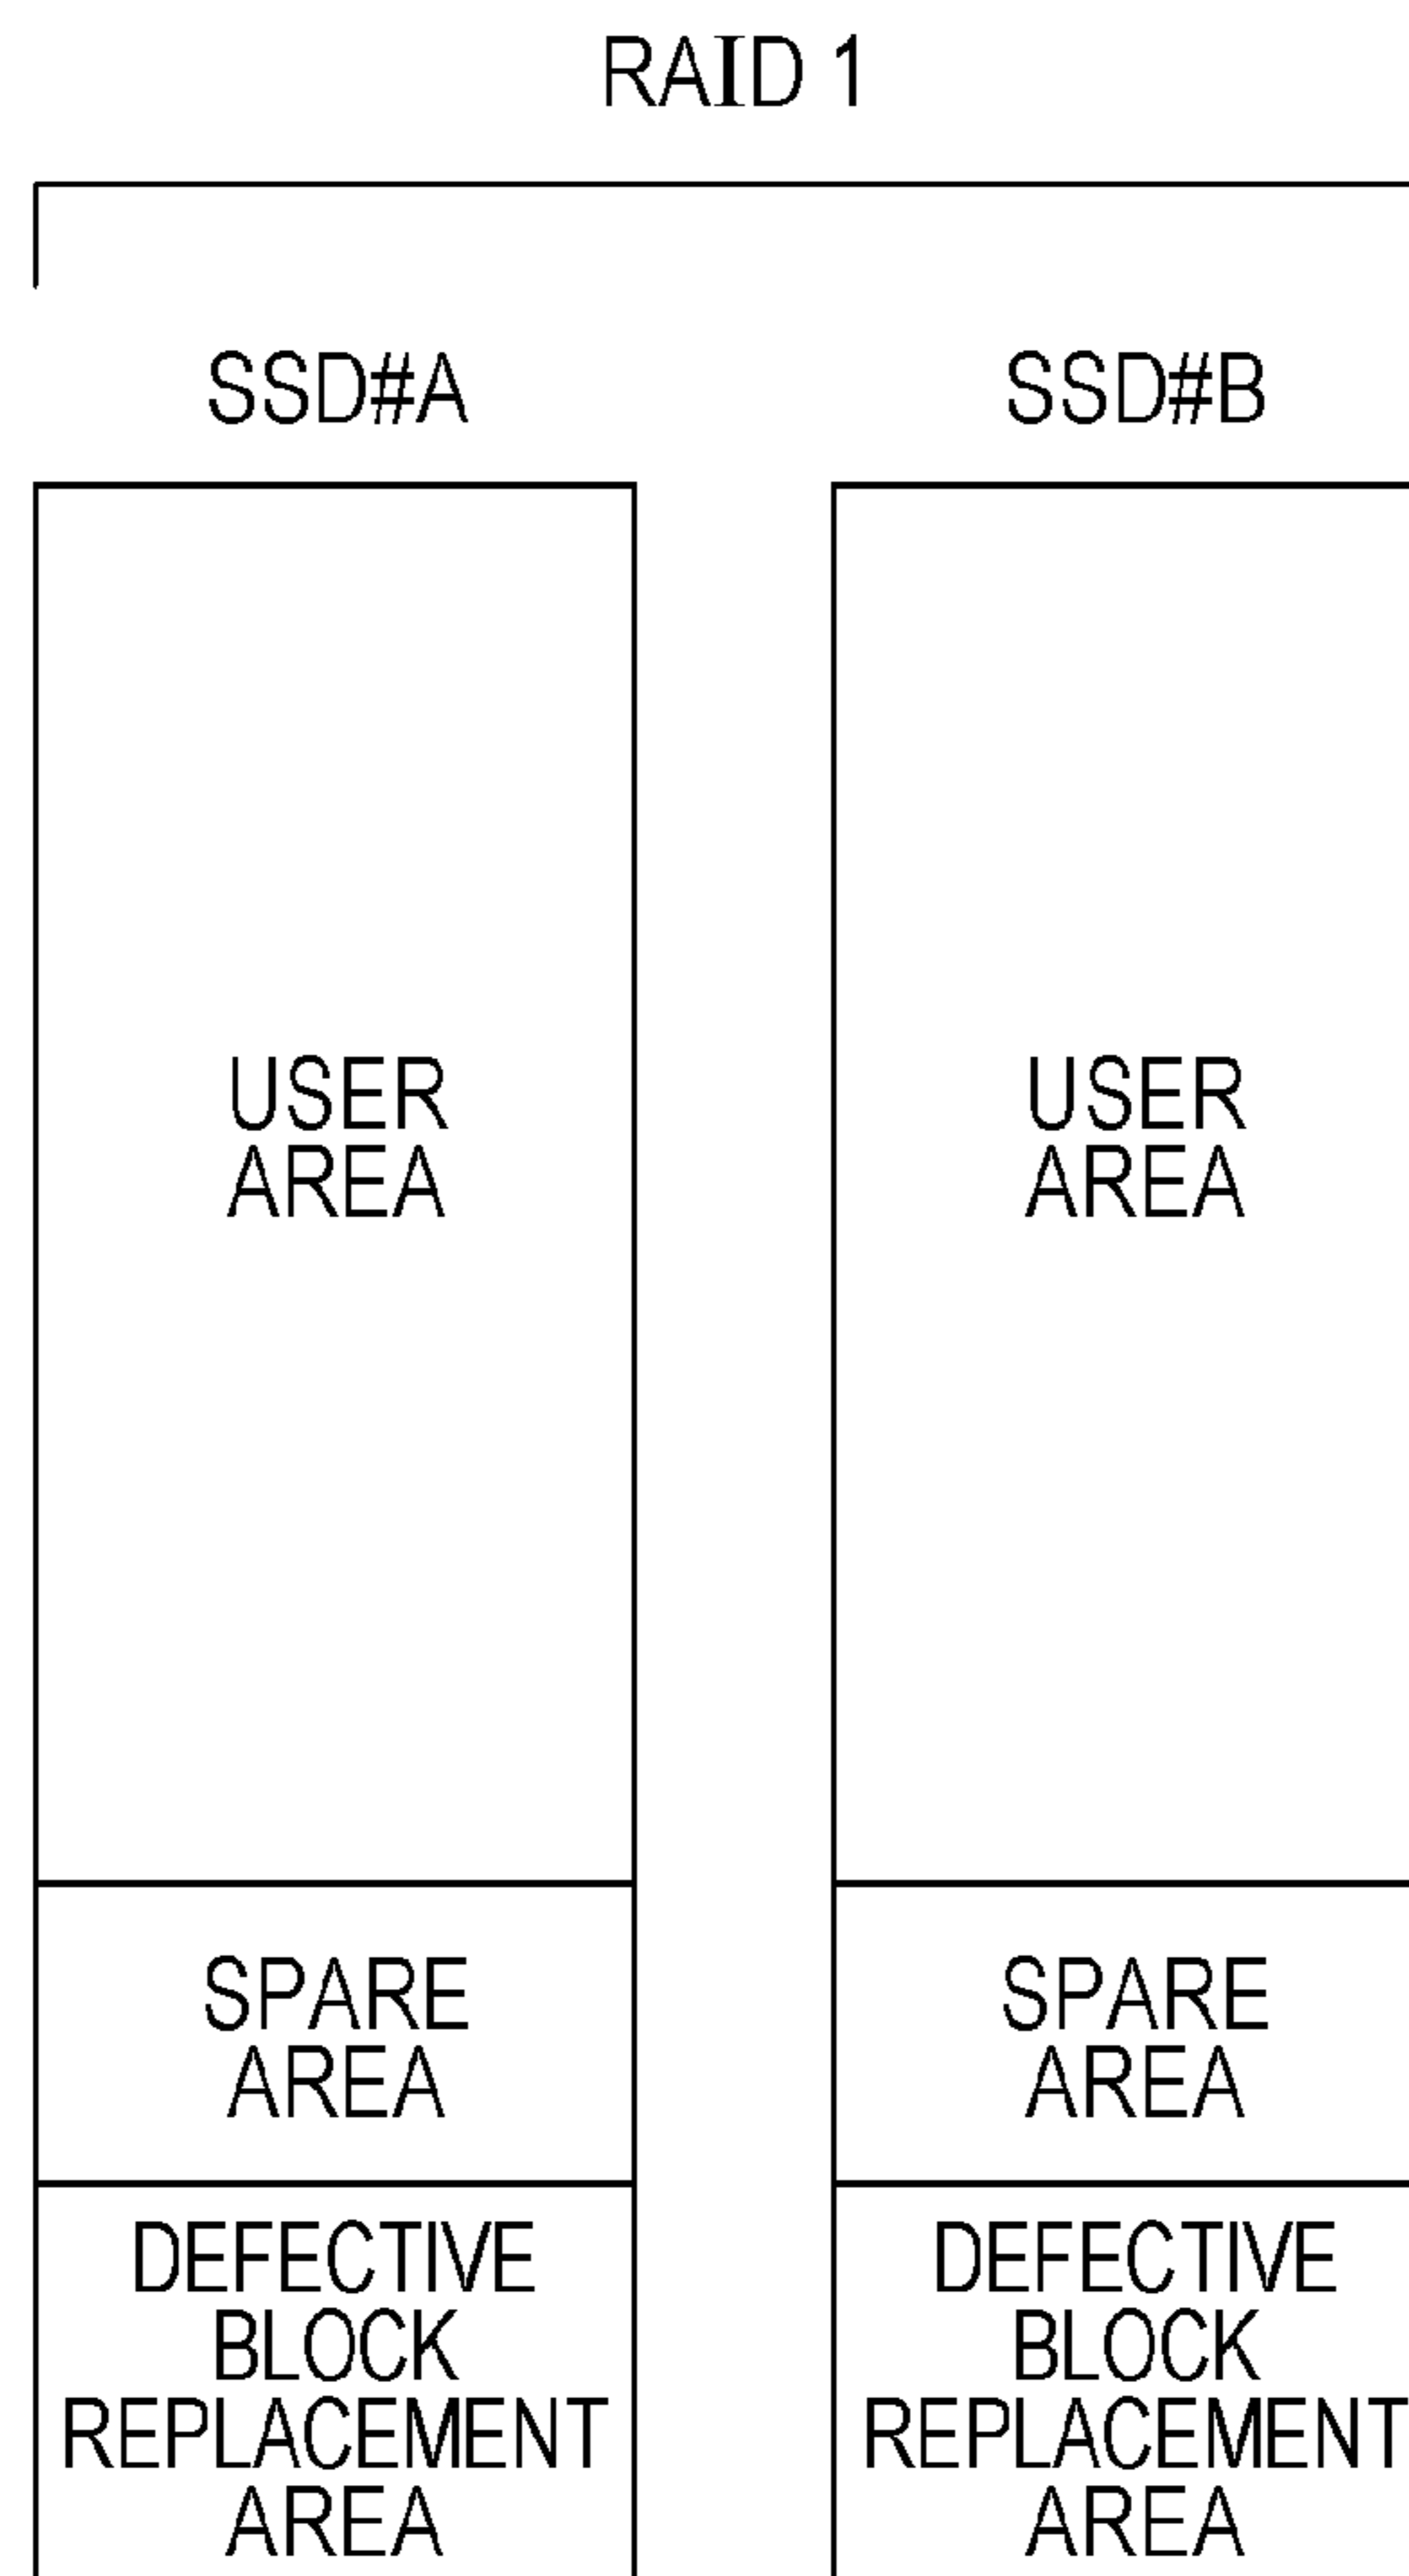 RAID 1
SSD#A
SSD#B
USER
AREA
USER
AREA
SPARE
AREA
SPARE
AREA
DEFECTIVE
BLOCK
REPLACEMENT
AREA
DEFECTIVE
BLOCK
REPLACEMENT
AREA